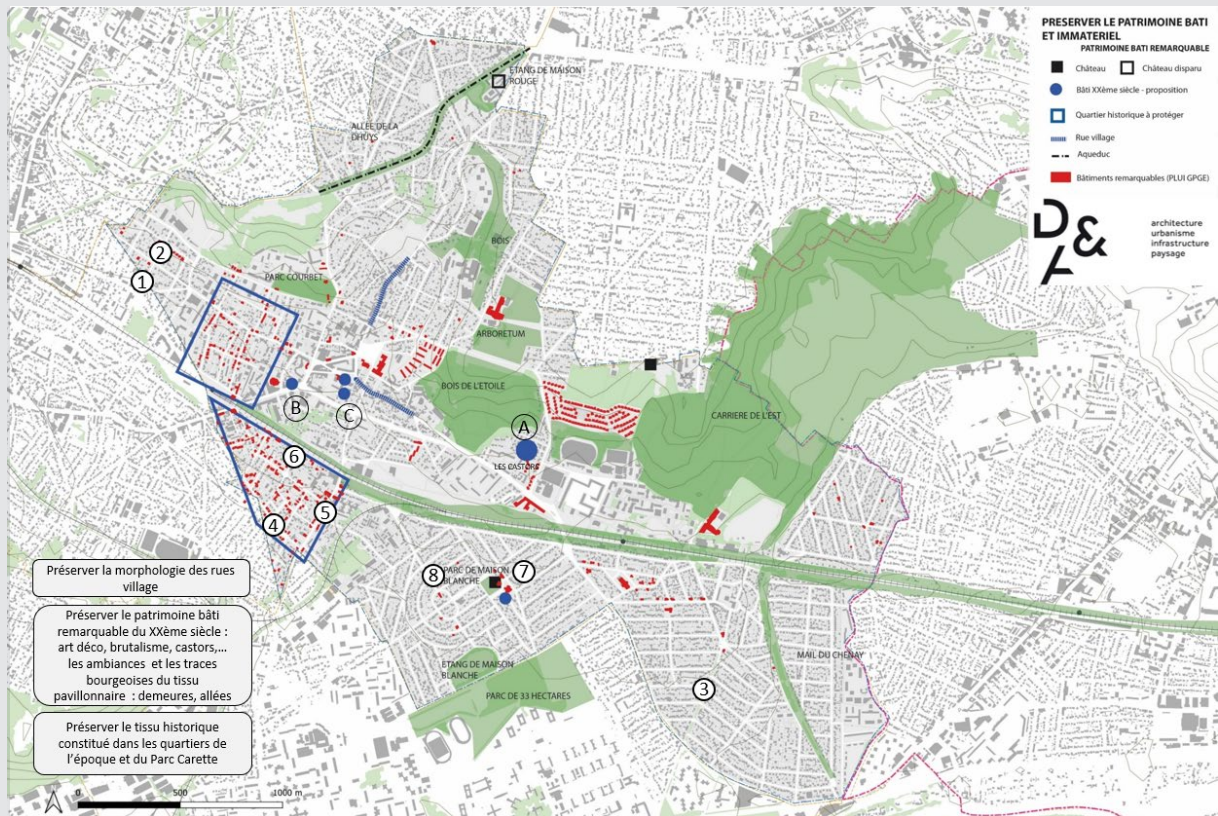 PRESERVER LE PATRIMOINE BATI
ET IMMATERIEL
PATRIMOINE BATI REMARQUABLE
Château
Château disparu
Bâti XXème siècle - proposition
Quartier historique à protéger
Rue village
Aqueduc
Bâtiments remarquables (PLUI GPGE)
D&A
architecture
urbanisme
infrastructure
paysage
ETANG DE MAISON
ROUGE
ALLEE DE LA
DHUYS
BOIS
2
1
PARC COURBET
ARBORETUM
BOIS DE L'ETOILE
B
C
CARRIERE DE L'EST
A
LES CASTORS
6
4
5
8
PARC DE MAISON
BLANCHE
7
ETANG DE MAISON
BLANCHE
PARC DE 33 HECTARES
MAIL DU CHENAY
3
Préserver la morphologie des rues
village
Préserver le patrimoine bâti
remarquable du XXème siècle :
art déco, brutalisme, castors,...
les ambiances et les traces
bourgeoises du tissu
pavillonnaire : demeures, allées
Préserver le tissu historique
constitué dans les quartiers de
l'époque et du Parc Carette
0 500 1000 m